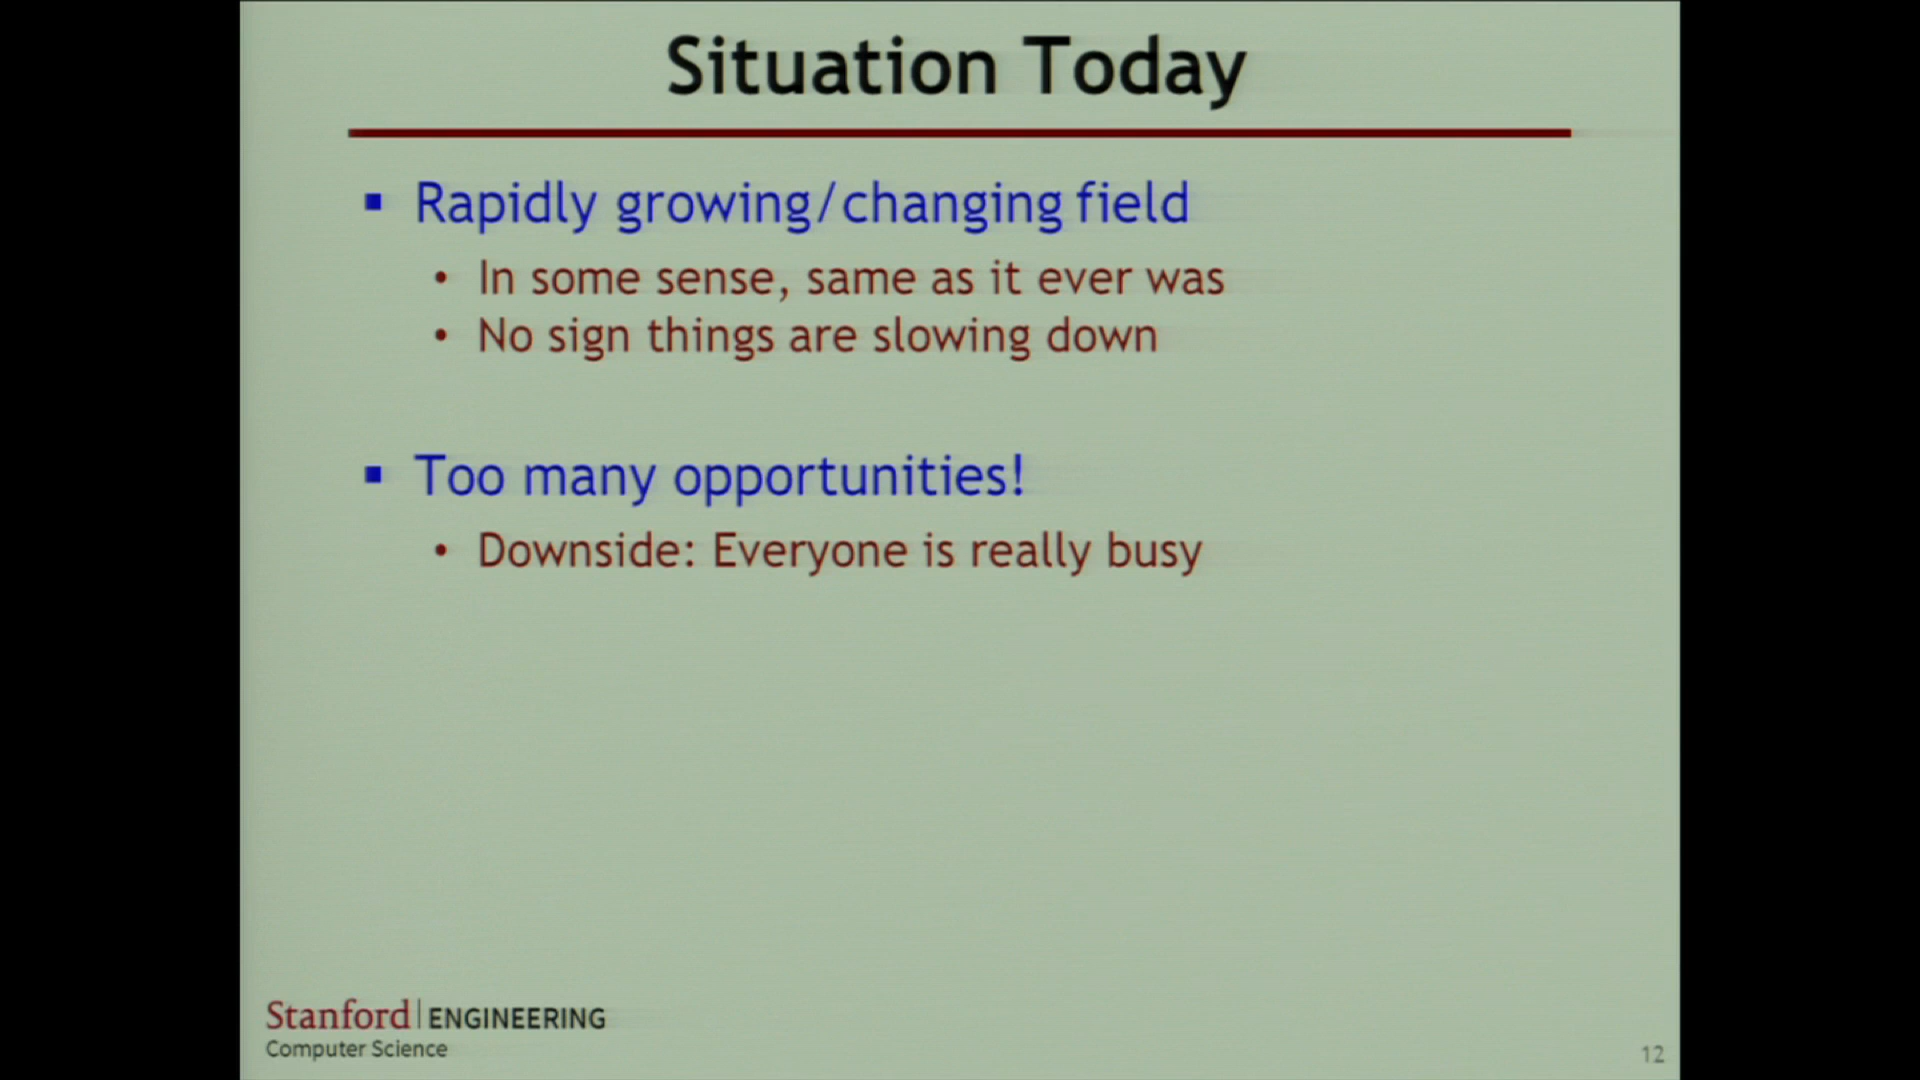 Situation Today
▪ Rapidly growing/changing field
• In some sense, same as it ever was
• No sign things are slowing down
▪ Too many opportunities!
• Downside: Everyone is really busy
Stanford | ENGINEERING
Computer Science
12